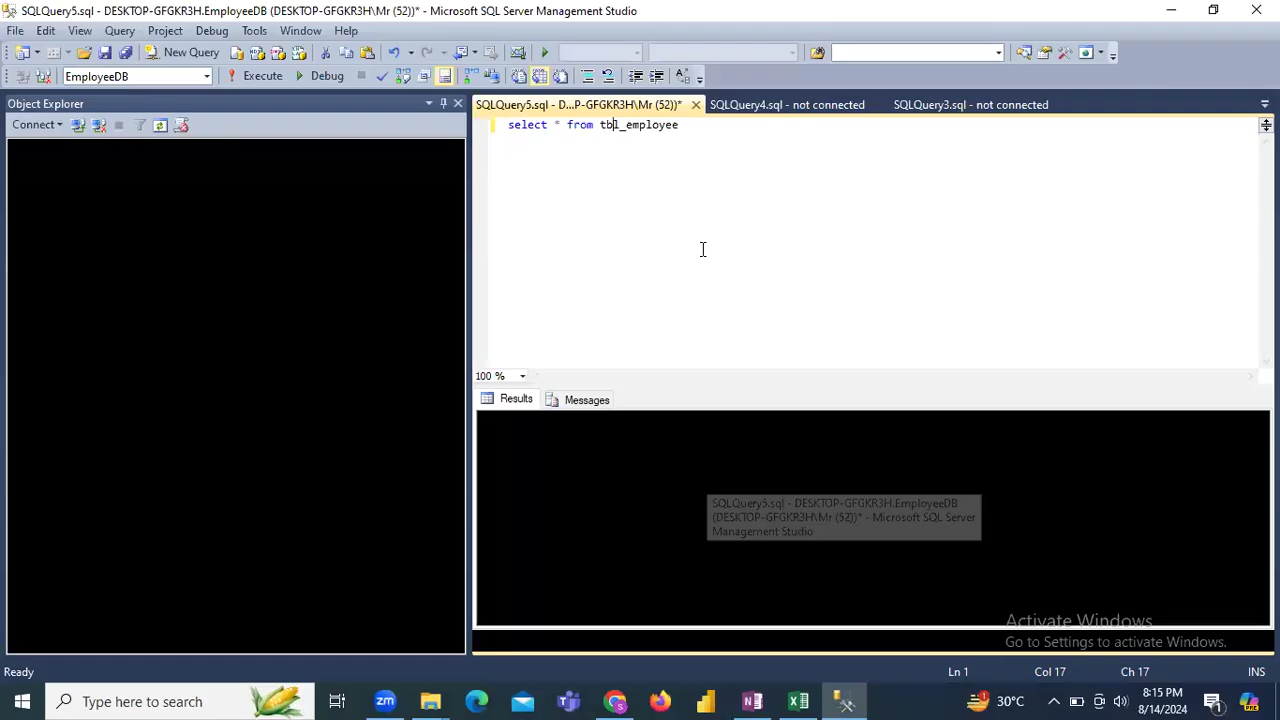 SQLQuery5.sql - DESKTOP-GFGKR3H.EmployeeDB (DESKTOP-GFGKR3H\Mr (52))* - Microsoft SQL Server Management Studio
File Edit View Query Project Debug Tools Window Help
New Query
EmployeeDB Execute Debug
Object Explorer
SQLQuery5.sql - D...P-GFGKR3H\Mr (52))* SQLQuery4.sql - not connected SQLQuery3.sql - not connected
Connect
select * from tbl_employee
100 %
Results Messages
SQLQuery5.sql - DESKTOP-GFGKR3H.EmployeeDB
(DESKTOP-GFGKR3H\Mr (52))* - Microsoft SQL Server
Management Studio
Activate Windows
Go to Settings to activate Windows.
Ready Ln 1 Col 17 Ch 17 INS
Type here to search
30°C
8:15 PM
8/14/2024